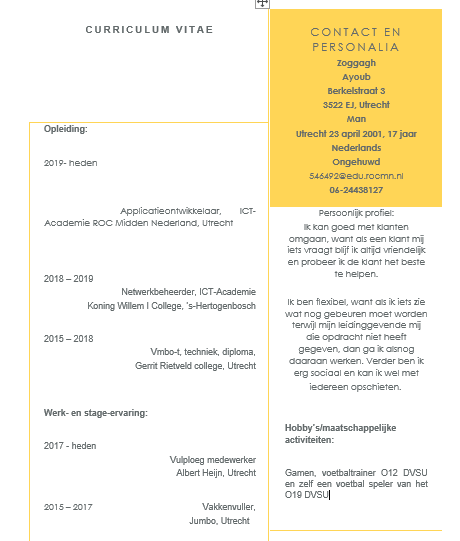 CURRICULUM VITAE
Opleiding:
2019- heden
Applicatieontwikkelaar, ICT-
Academie ROC Midden Nederland, Utrecht
2018 – 2019
Netwerkbeheerder, ICT-Academie
Koning Willem I College, 's-Hertogenbosch
2015 – 2018
Vmbo-t, techniek, diploma,
Gerrit Rietveld college, Utrecht
Werk- en stage-ervaring:
2017 - heden
Vulploeg medewerker
Albert Heijn, Utrecht
2015 – 2017 Vakkenvuller,
Jumbo, Utrecht
CONTACT EN
PERSONALIA
Zoggagh
Ayoub
Berkelstraat 3
3522 EJ, Utrecht
Man
Utrecht 23 april 2001, 17 jaar
Nederlands
Ongehuwd
546492@edu.rocmn.nl
06-24438127
Persoonlijk profiel:
Ik kan goed met klanten
omgaan, want als een klant mij
iets vraagt blijf ik altijd vriendelijk
en probeer ik de klant het beste
te helpen.
Ik ben flexibel, want als ik iets zie
wat nog gebeuren moet worden
terwijl mijn leidinggevende mij
die opdracht niet heeft
gegeven, dan ga ik alsnog
daaraan werken. Verder ben ik
erg sociaal en kan ik wel met
iedereen opschieten.
Hobby's/maatschappelijke
activiteiten:
Gamen, voetbaltrainer O12 DVSU
en zelf een voetbal speler van het
O19 DVSU